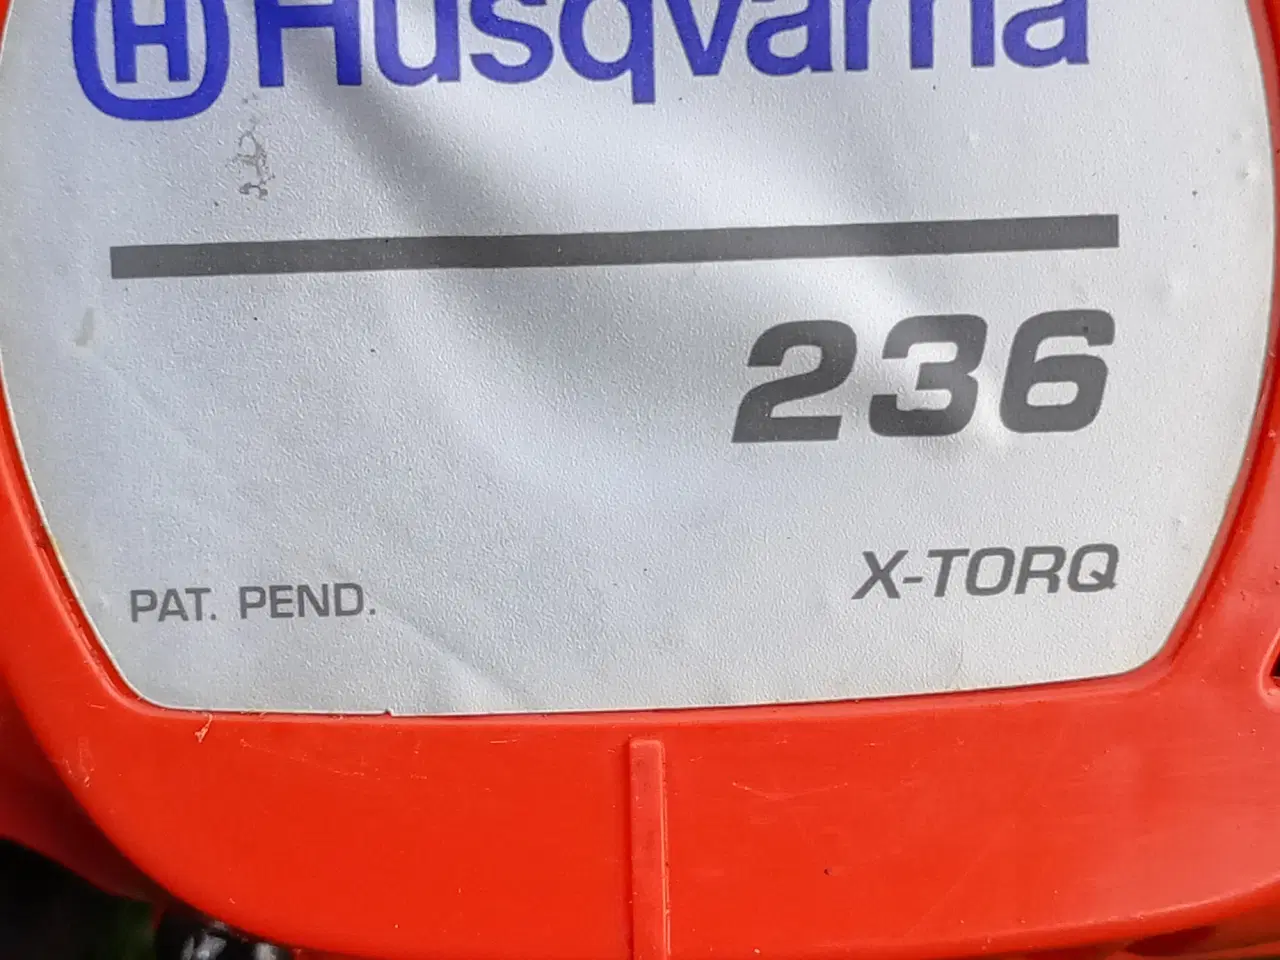 H Husqvarna
236
X-TORQ
PAT. PEND.